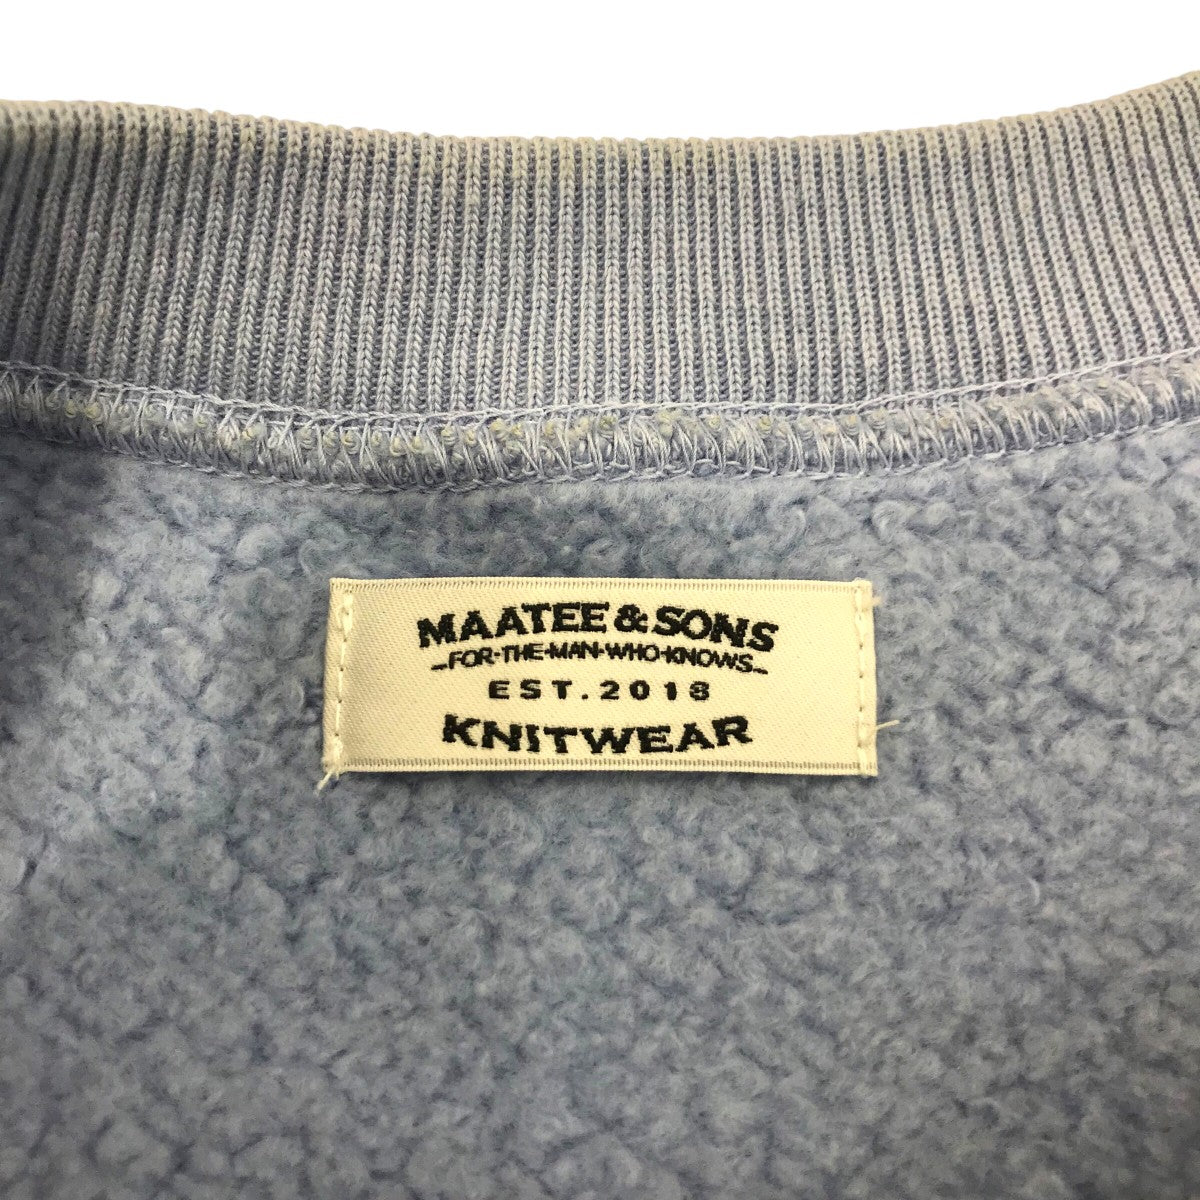 MAATEE & SONS
-FOR-THE-MAN-WHO-KNOWS-
EST.2018
KNITWEAR